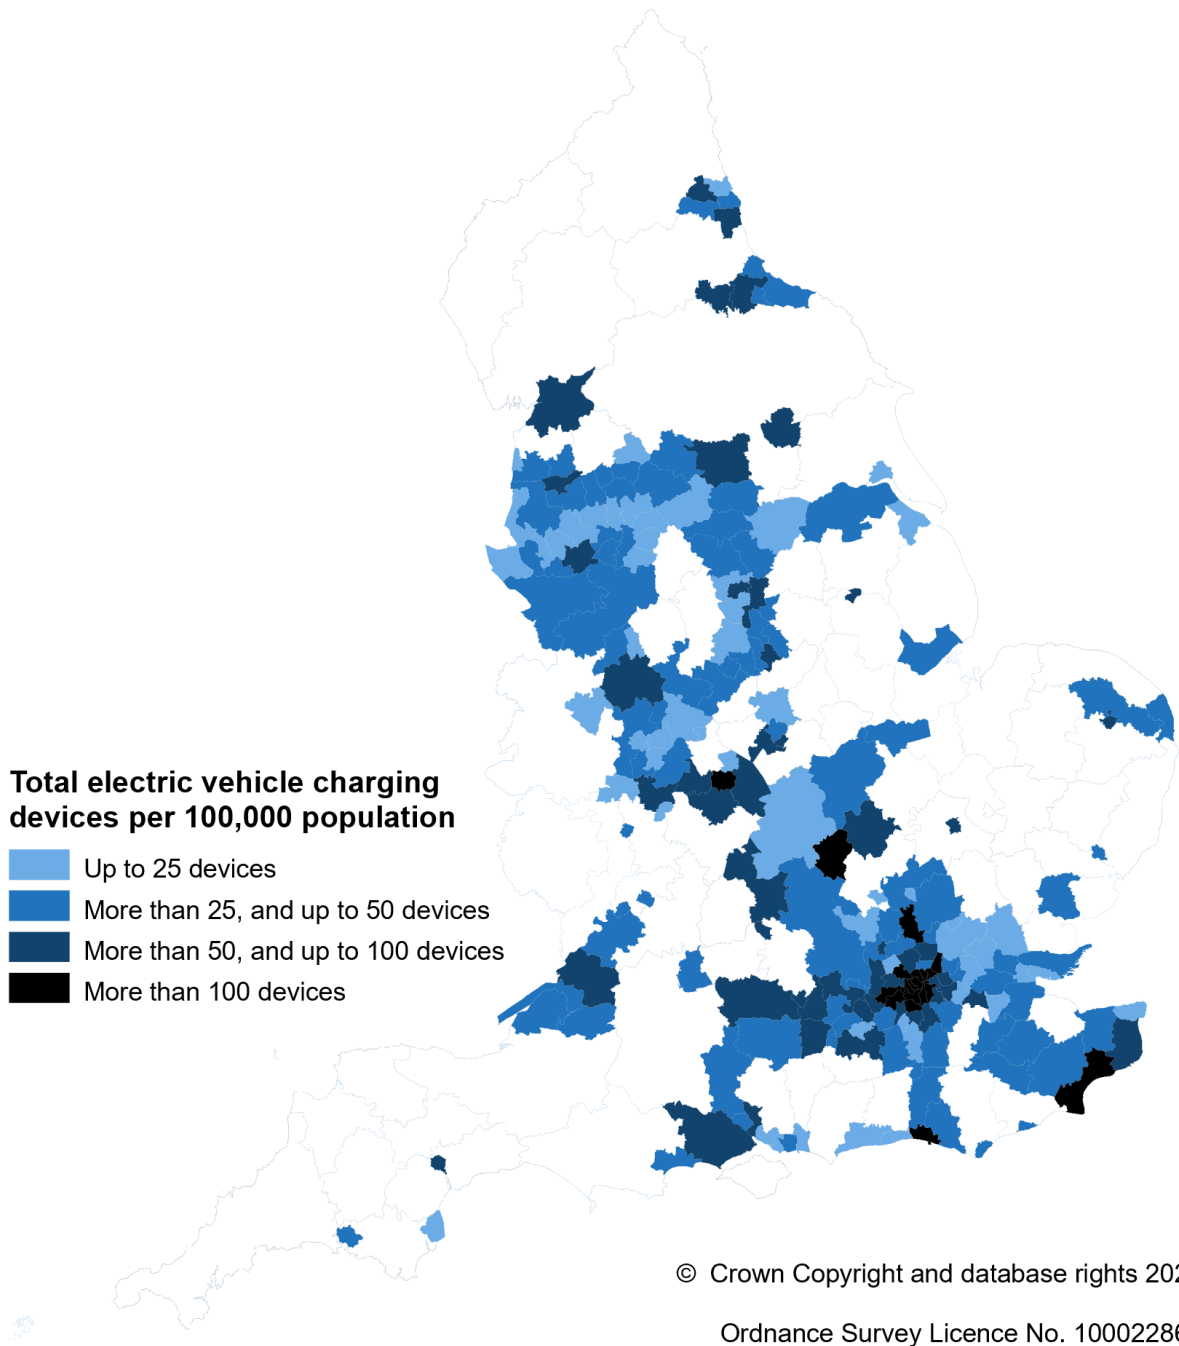 Total electric vehicle charging
devices per 100,000 population
Up to 25 devices
More than 25, and up to 50 devices
More than 50, and up to 100 devices
More than 100 devices
© Crown Copyright and database rights 202
Ordnance Survey Licence No. 10002286